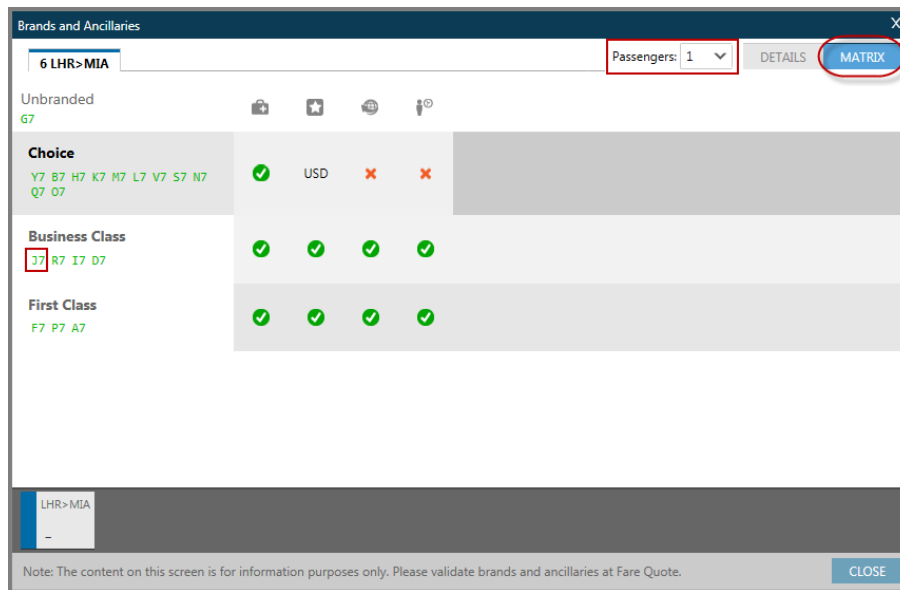 Brands and Ancillaries X
6 LHR>MIA Passengers: 1 DETAILS MATRIX
Unbranded
G7
Choice
Y7 B7 H7 K7 M7 L7 V7 S7 N7
Q7 O7
USD
Business Class
J7 R7 I7 D7
First Class
F7 P7 A7
LHR>MIA
–
Note: The content on this screen is for information purposes only. Please validate brands and ancillaries at Fare Quote. CLOSE